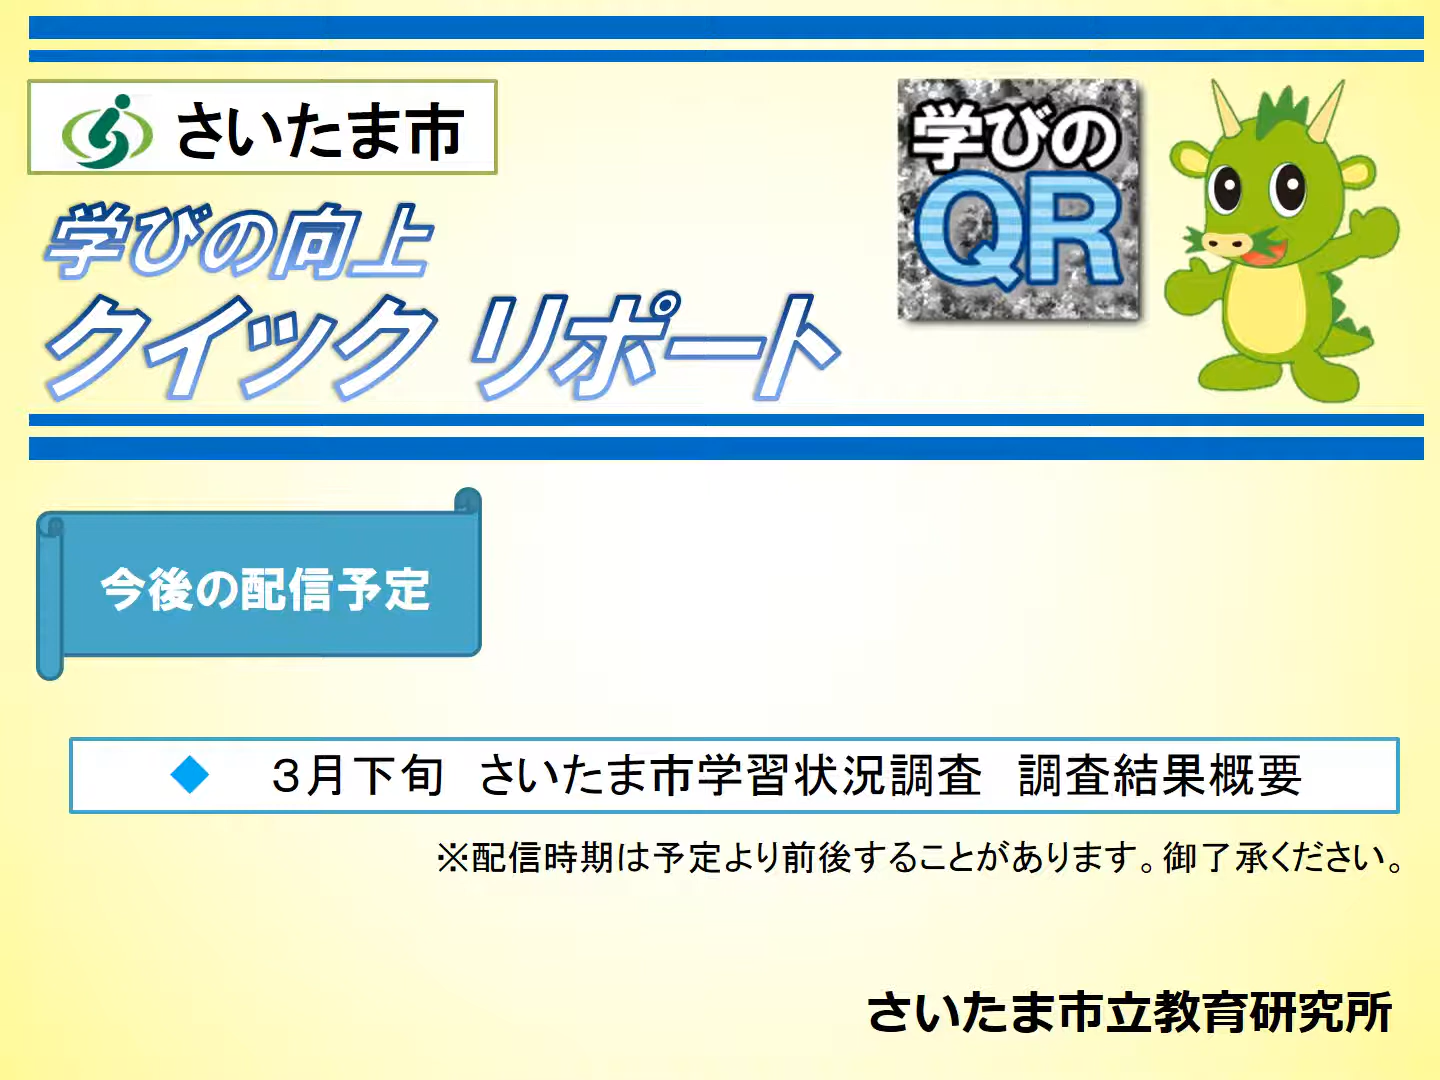 さいたま市
学びの向上
クイック リポート
学びの
QR
今後の配信予定
◆　３月下旬　さいたま市学習状況調査　調査結果概要
※配信時期は予定より前後することがあります。御了承ください。
さいたま市立教育研究所